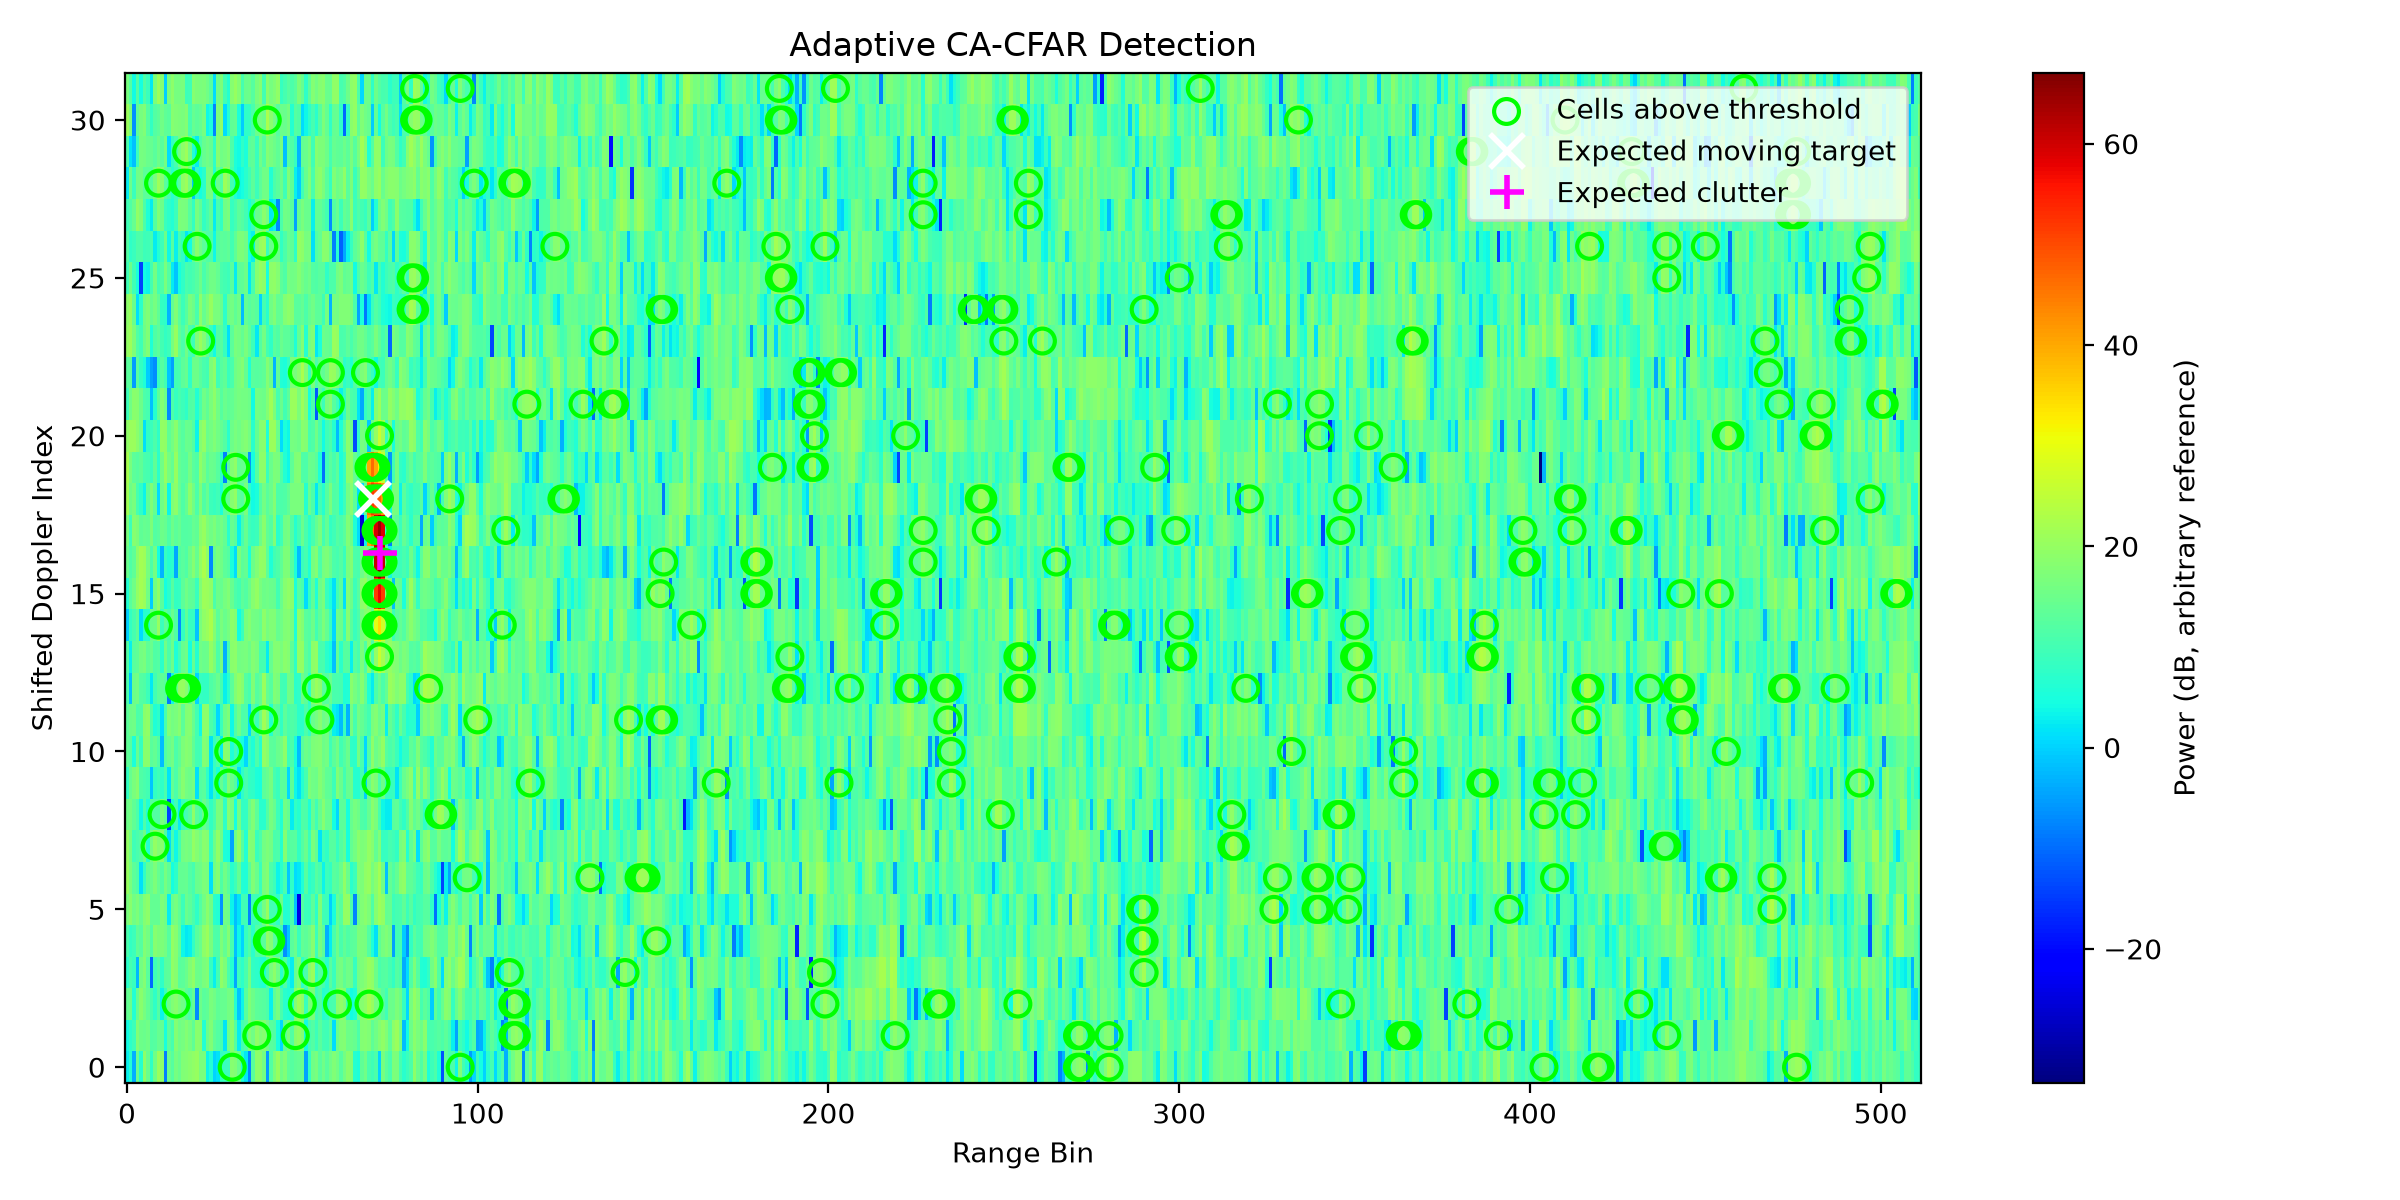 Adaptive CA-CFAR Detection
Cells above threshold
Expected moving target
Expected clutter
30
25
20
15
10
5
0
Shifted Doppler Index
0 100 200 300 400 500
Range Bin
60
40
20
0
−20
Power (dB, arbitrary reference)